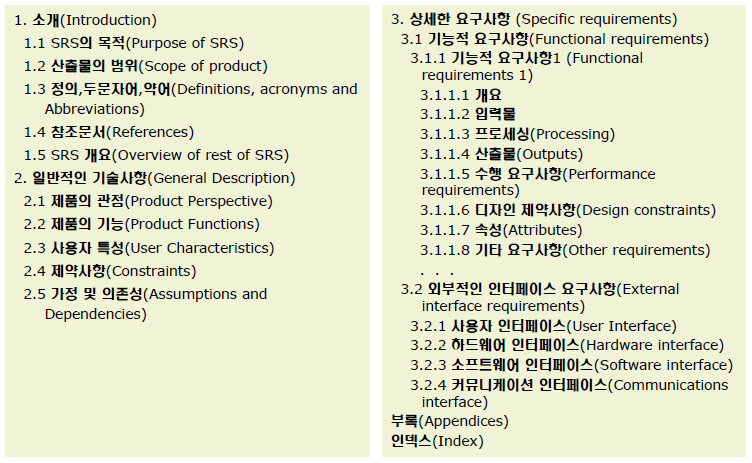 1. 소개(Introduction)
1.1 SRS의 목적(Purpose of SRS)
1.2 산출물의 범위(Scope of product)
1.3 정의,두문자어,약어(Definitions, acronyms and
Abbreviations)
1.4 참조문서(References)
1.5 SRS 개요(Overview of rest of SRS)
2. 일반적인 기술사항(General Description)
2.1 제품의 관점(Product Perspective)
2.2 제품의 기능(Product Functions)
2.3 사용자 특성(User Characteristics)
2.4 제약사항(Constraints)
2.5 가정 및 의존성(Assumptions and
Dependencies)
3. 상세한 요구사항 (Specific requirements)
3.1 기능적 요구사항(Functional requirements)
3.1.1 기능적 요구사항1 (Functional
requirements 1)
3.1.1.1 개요
3.1.1.2 입력물
3.1.1.3 프로세싱(Processing)
3.1.1.4 산출물(Outputs)
3.1.1.5 수행 요구사항(Performance
requirements)
3.1.1.6 디자인 제약사항(Design constraints)
3.1.1.7 속성(Attributes)
3.1.1.8 기타 요구사항(Other requirements)
. . .
3.2 외부적인 인터페이스 요구사항(External
interface requirements)
3.2.1 사용자 인터페이스(User Interface)
3.2.2 하드웨어 인터페이스(Hardware interface)
3.2.3 소프트웨어 인터페이스(Software interface)
3.2.4 커뮤니케이션 인터페이스(Communications
interface)
부록(Appendices)
인덱스(Index)